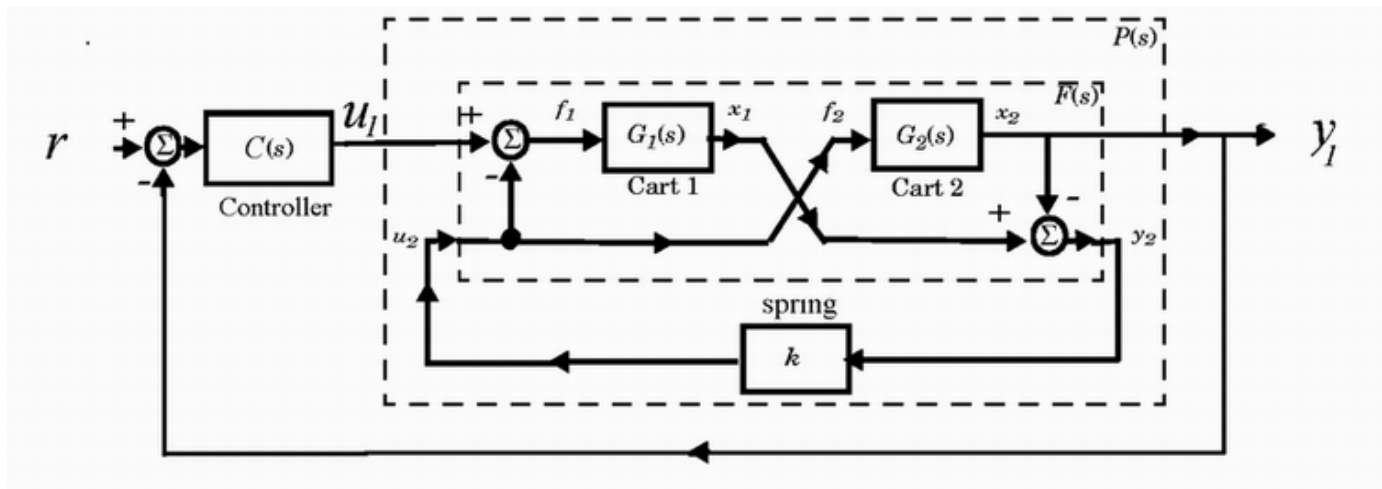 P(s)
F(s)
r + Σ - C(s) u1 + Σ - f1 G1(s) x1 f2 G2(s) x2 y1
Controller
Cart 1
Cart 2
-
+ Σ
u2
y2
spring
k